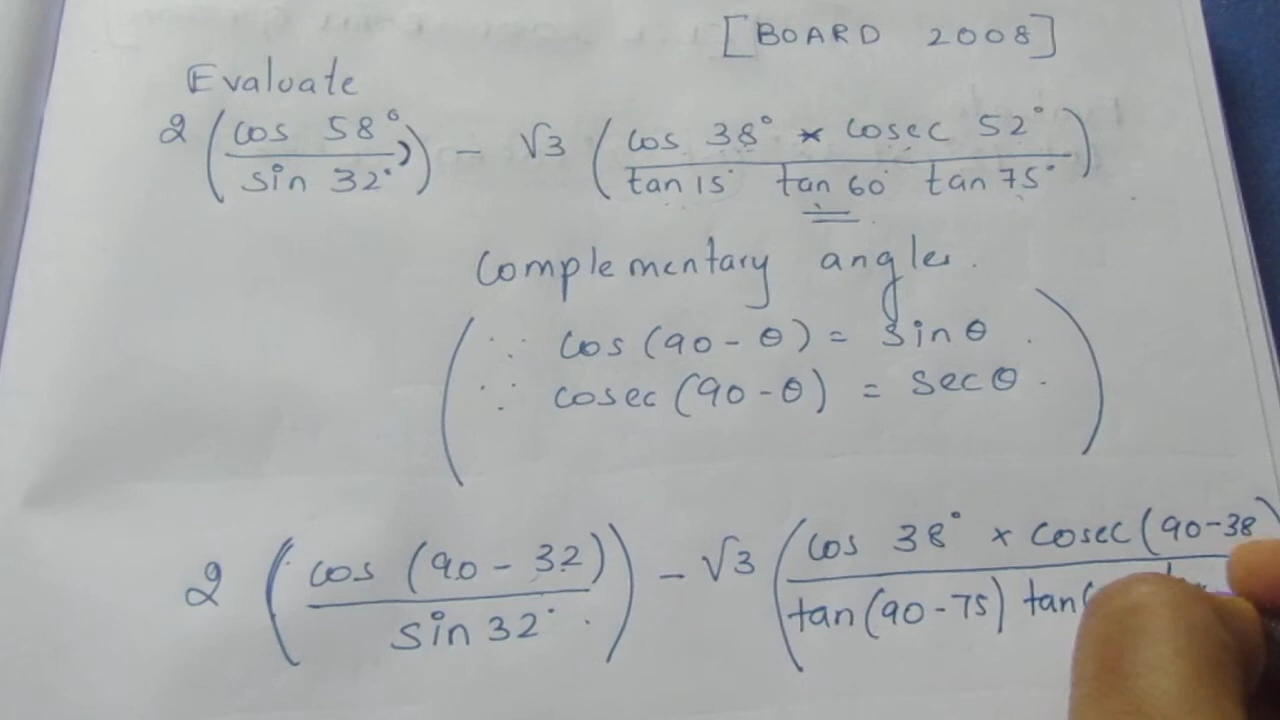 [BOARD 2008]
Evaluate
2 (cos 58° / sin 32°)) - √3 (cos 38° × cosec 52° / tan 15° tan 60° tan 75°)
Complementary angles.
∵ cos (90 - θ) = sin θ.
∵ cosec (90 - θ) = sec θ.
2 (cos (90 - 32) / sin 32°.) - √3 (cos 38° × cosec (90-38) / tan (90-75) tan(